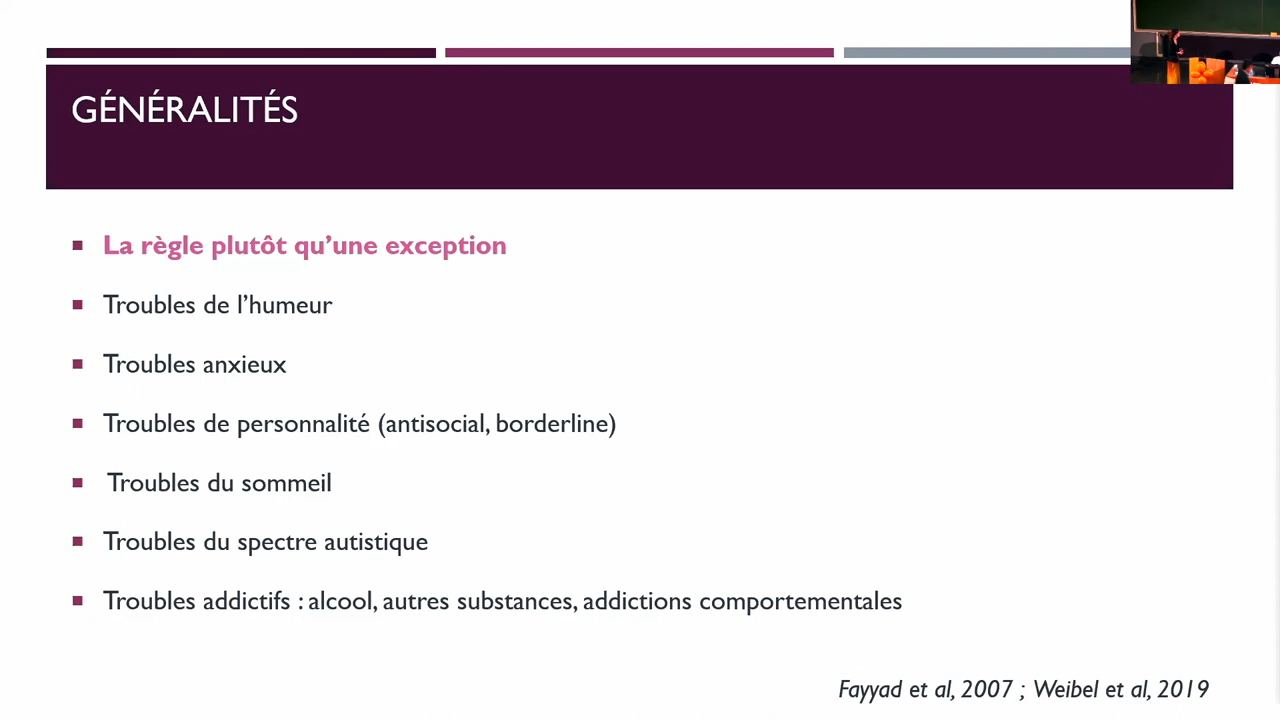 GÉNÉRALITÉS
La règle plutôt qu’une exception
Troubles de l’humeur
Troubles anxieux
Troubles de personnalité (antisocial, borderline)
Troubles du sommeil
Troubles du spectre autistique
Troubles addictifs : alcool, autres substances, addictions comportementales
Fayyad et al, 2007 ; Weibel et al, 2019